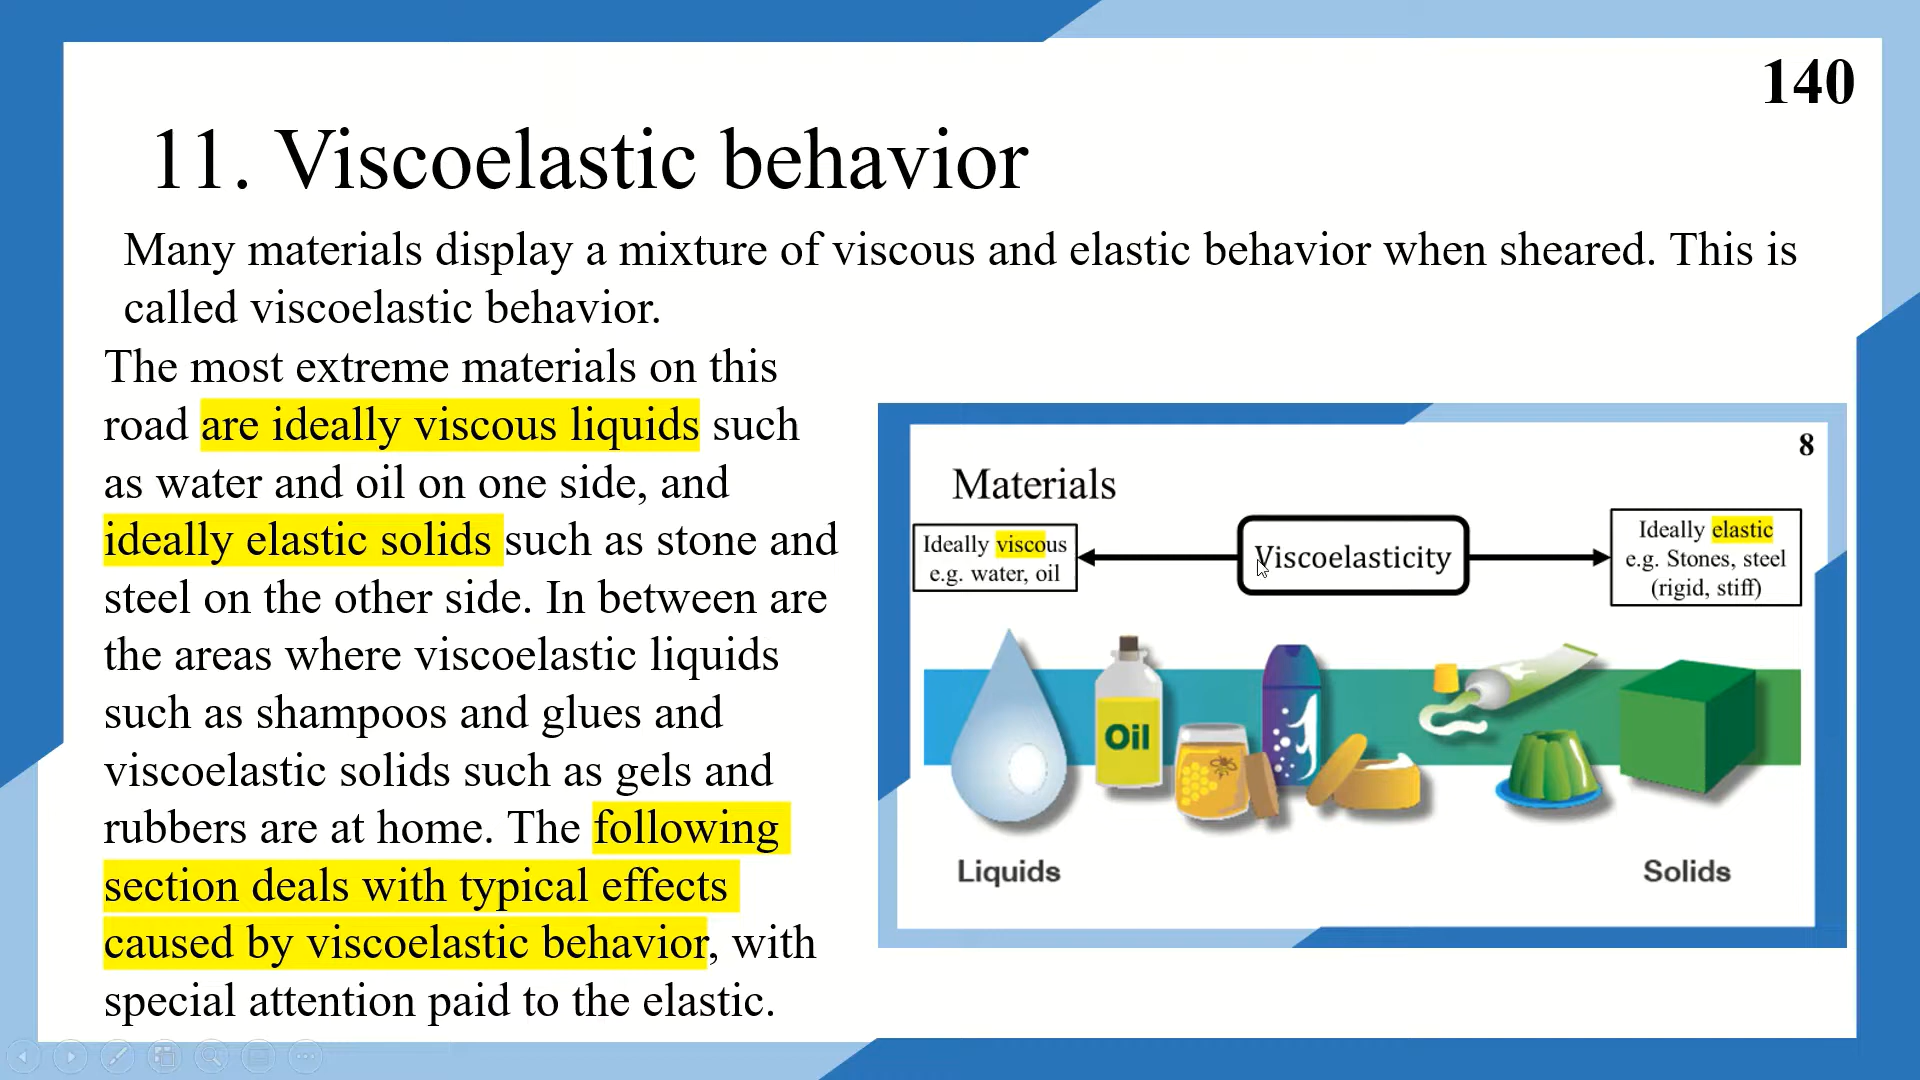 140
11. Viscoelastic behavior
Many materials display a mixture of viscous and elastic behavior when sheared. This is
called viscoelastic behavior.
The most extreme materials on this
road are ideally viscous liquids such
as water and oil on one side, and
ideally elastic solids such as stone and
steel on the other side. In between are
the areas where viscoelastic liquids
such as shampoos and glues and
viscoelastic solids such as gels and
rubbers are at home. The following
section deals with typical effects
caused by viscoelastic behavior, with
special attention paid to the elastic.
8
Materials
Ideally viscous
e.g. water, oil
Viscoelasticity
Ideally elastic
e.g. Stones, steel
(rigid, stiff)
Oil
Liquids
Solids